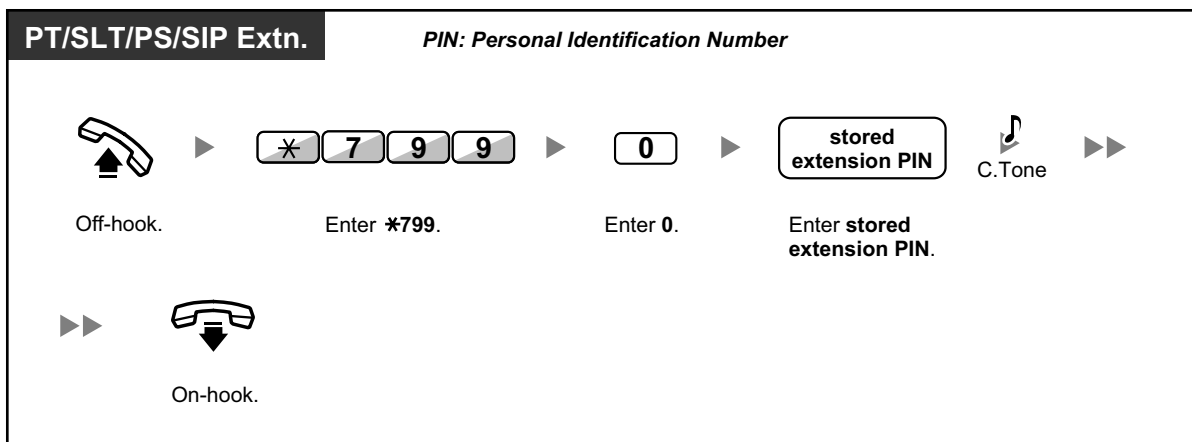 PT/SLT/PS/SIP Extn.
PIN: Personal Identification Number
* 7 9 9
0
stored
extension PIN
C.Tone
Off-hook.
Enter *799.
Enter 0.
Enter stored
extension PIN.
On-hook.